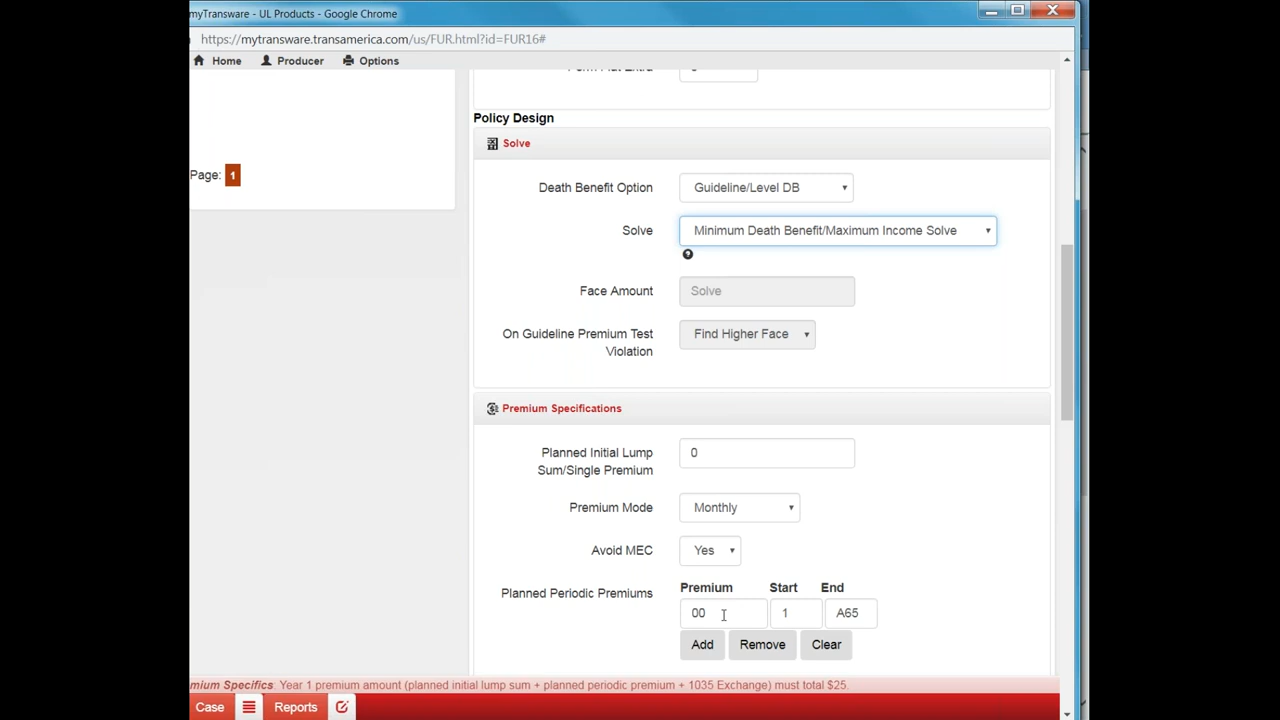 myTransware - UL Products - Google Chrome
https://mytransware.transamerica.com/us/FUR.html?id=FUR16#
Home Producer Options
Perm Flat Extra
Page: 1
Policy Design
Solve
Death Benefit Option Guideline/Level DB
Solve Minimum Death Benefit/Maximum Income Solve
?
Face Amount Solve
On Guideline Premium Test
Violation Find Higher Face
Premium Specifications
Planned Initial Lump
Sum/Single Premium 0
Premium Mode Monthly
Avoid MEC Yes
Premium Start End
Planned Periodic Premiums 00 1 A65
Add Remove Clear
mium Specifics: Year 1 premium amount (planned initial lump sum + planned periodic premium + 1035 Exchange) must total $25.
Case Reports